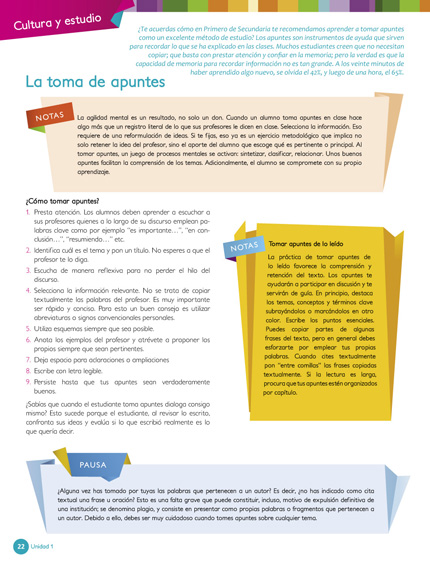 Cultura y estudio
¿Te acuerdas cómo en Primero de Secundaria te recomendamos aprender a tomar apuntes
como un excelente método de estudio? Los apuntes son instrumentos de ayuda que sirven
para recordar lo que se ha explicado en las clases. Muchos estudiantes creen que no necesitan
copiar; que basta con prestar atención y confiar en la memoria; pero la verdad es que la
capacidad de memoria para recordar información no es tan grande. A los veinte minutos de
haber aprendido algo nuevo, se olvida el 42%, y luego de una hora, el 65%.
La toma de apuntes
NOTAS
La agilidad mental es un resultado, no solo un don. Cuando un alumno toma apuntes en clase hace
algo más que un registro literal de lo que sus profesores le dicen en clase. Selecciona la información. Eso
requiere de una reformulación de ideas. Si te fijas, eso ya es un ejercicio metodológico que implica no
solo retener la idea del profesor, sino el aporte del alumno que escoge qué es pertinente o principal. Al
tomar apuntes, un juego de procesos mentales se activan: sintetizar, clasificar, relacionar. Unos buenos
apuntes facilitan la comprensión de los temas. Adicionalmente, el alumno se compromete con su propio
aprendizaje.
¿Cómo tomar apuntes?
1. Presta atención. Los alumnos deben aprender a escuchar a
sus profesores quienes a lo largo de su discurso emplean pa-
labras clave como por ejemplo "es importante…", "en con-
clusión…", "resumiendo…" etc.
2. Identifica cuál es el tema y pon un título. No esperes a que el
profesor te lo diga.
3. Escucha de manera reflexiva para no perder el hilo del
discurso.
4. Selecciona la información relevante. No se trata de copiar
textualmente las palabras del profesor. Es muy importante
ser rápido y conciso. Para esto un buen consejo es utilizar
abreviaturas o signos convencionales personales.
5. Utiliza esquemas siempre que sea posible.
6. Anota los ejemplos del profesor y atrévete a proponer los
propios siempre que sean pertinentes.
7. Deja espacio para aclaraciones o ampliaciones
8. Escribe con letra legible.
9. Persiste hasta que tus apuntes sean verdaderamente
buenos.
¿Sabías que cuando el estudiante toma apuntes dialoga consigo
mismo? Esto sucede porque el estudiante, al revisar lo escrito,
confronta sus ideas y evalúa si lo que escribió realmente es lo
que quería decir.
NOTAS
Tomar apuntes de lo leído
La práctica de tomar apuntes de
lo leído favorece la comprensión y
retención del texto. Los apuntes te
ayudarán a participar en discusión y te
servirán de guía. En principio, destaca
los temas, conceptos y términos clave
subrayándolos o marcándolos en otro
color. Escribe los puntos esenciales.
Puedes copiar partes de algunas
frases del texto, pero en general debes
esforzarte por emplear tus propias
palabras. Cuando cites textualmente
pon "entre comillas" las frases copiadas
textualmente. Si la lectura es larga,
procura que tus apuntes estén organizados
por capítulo.
PAUSA
¿Alguna vez has tomado por tuyas las palabras que pertenecen a un autor? Es decir, ¿no has indicado como cita
textual una frase u oración? Esto es una falta grave que puede constituir, incluso, motivo de expulsión definitiva de
una institución; se denomina plagio, y consiste en presentar como propias palabras o fragmentos que pertenecen a
un autor. Debido a ello, debes ser muy cuidadoso cuando tomes apuntes sobre cualquier tema.
22 Unidad 1